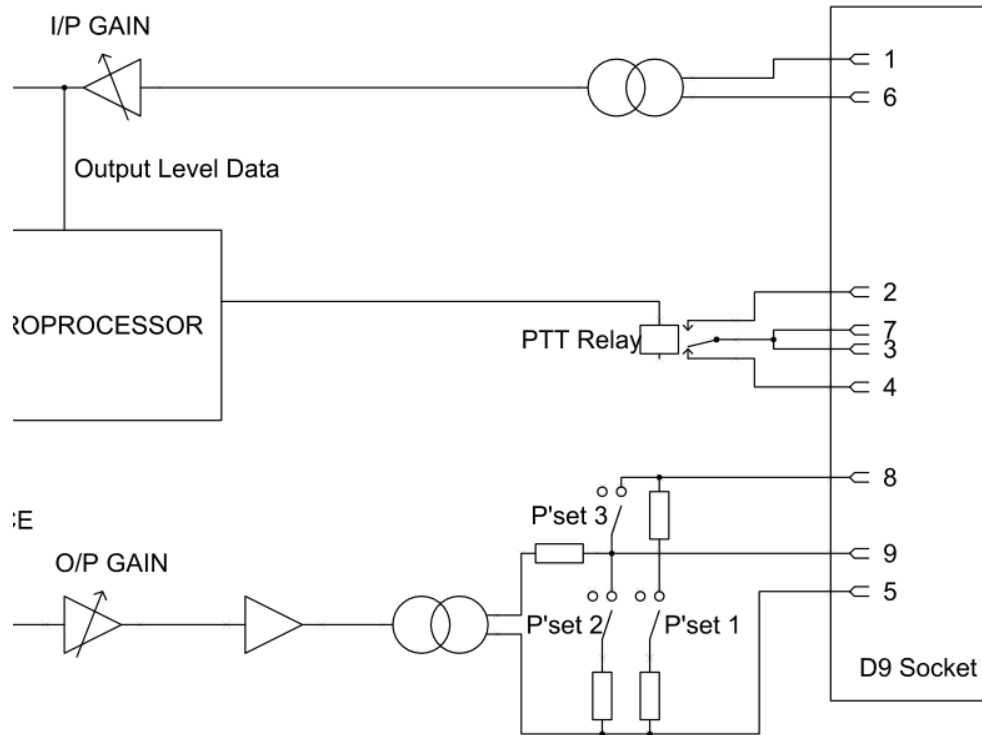 I/P GAIN
1
6
Output Level Data
2
ROPROCESSOR
PTT Relay
7
3
4
8
P'set 3
CE
9
O/P GAIN
5
P'set 2
P'set 1
D9 Socket